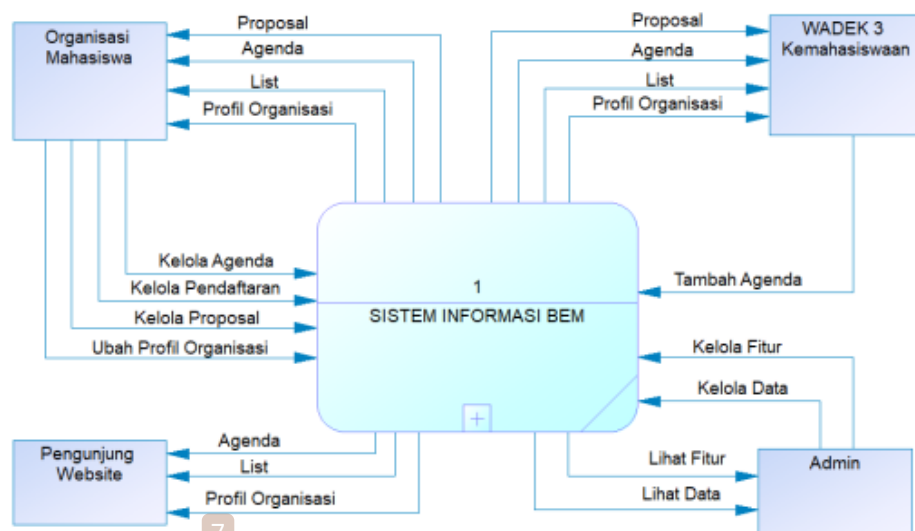 Organisasi
Mahasiswa
Proposal
Agenda
List
Profil Organisasi
Proposal
Agenda
List
Profil Organisasi
WADEK 3
Kemahasiswaan
Kelola Agenda
Kelola Pendaftaran
Kelola Proposal
Ubah Profil Organisasi
1
SISTEM INFORMASI BEM
Tambah Agenda
Kelola Fitur
Kelola Data
Pengunjung
Website
Agenda
List
Profil Organisasi
Lihat Fitur
Lihat Data
Admin
7